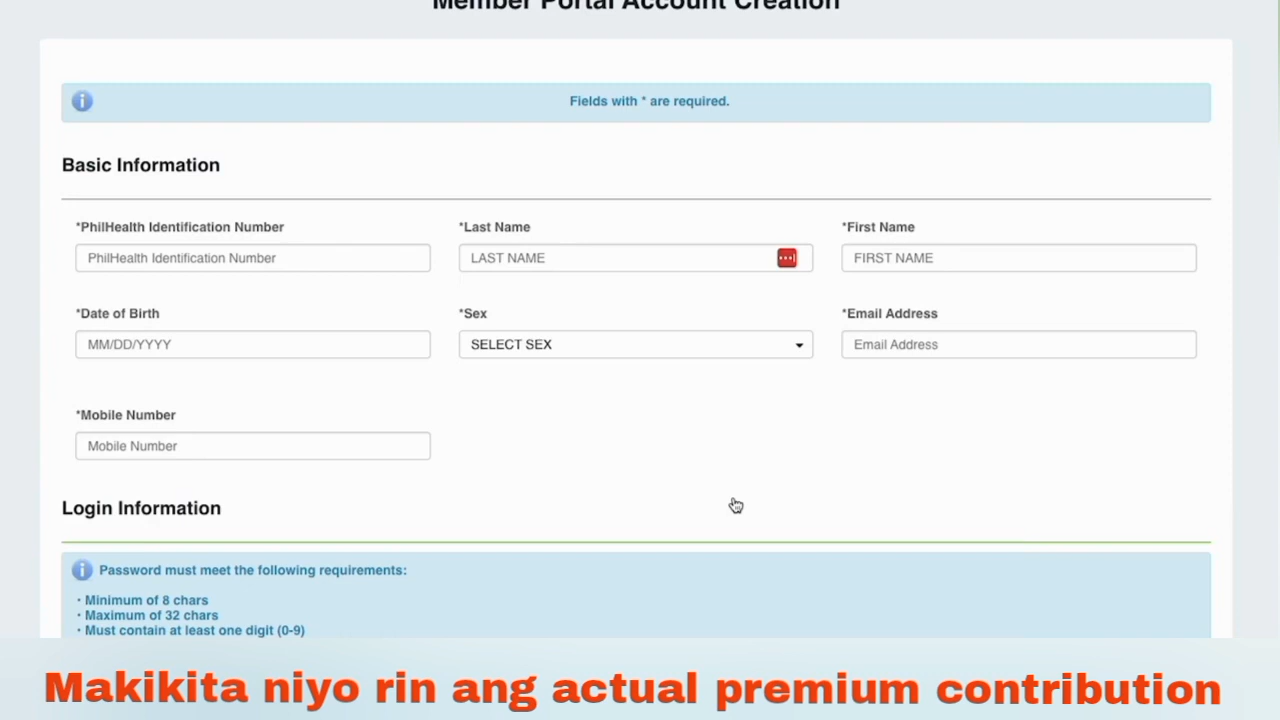 Member Portal Account Creation
Fields with * are required.
Basic Information
*PhilHealth Identification Number
*Last Name
*First Name
PhilHealth Identification Number
LAST NAME
FIRST NAME
*Date of Birth
*Sex
*Email Address
MM/DD/YYYY
SELECT SEX
Email Address
*Mobile Number
Mobile Number
Login Information
Password must meet the following requirements:
· Minimum of 8 chars
· Maximum of 32 chars
· Must contain at least one digit (0-9)
Makikita niyo rin ang actual premium contribution